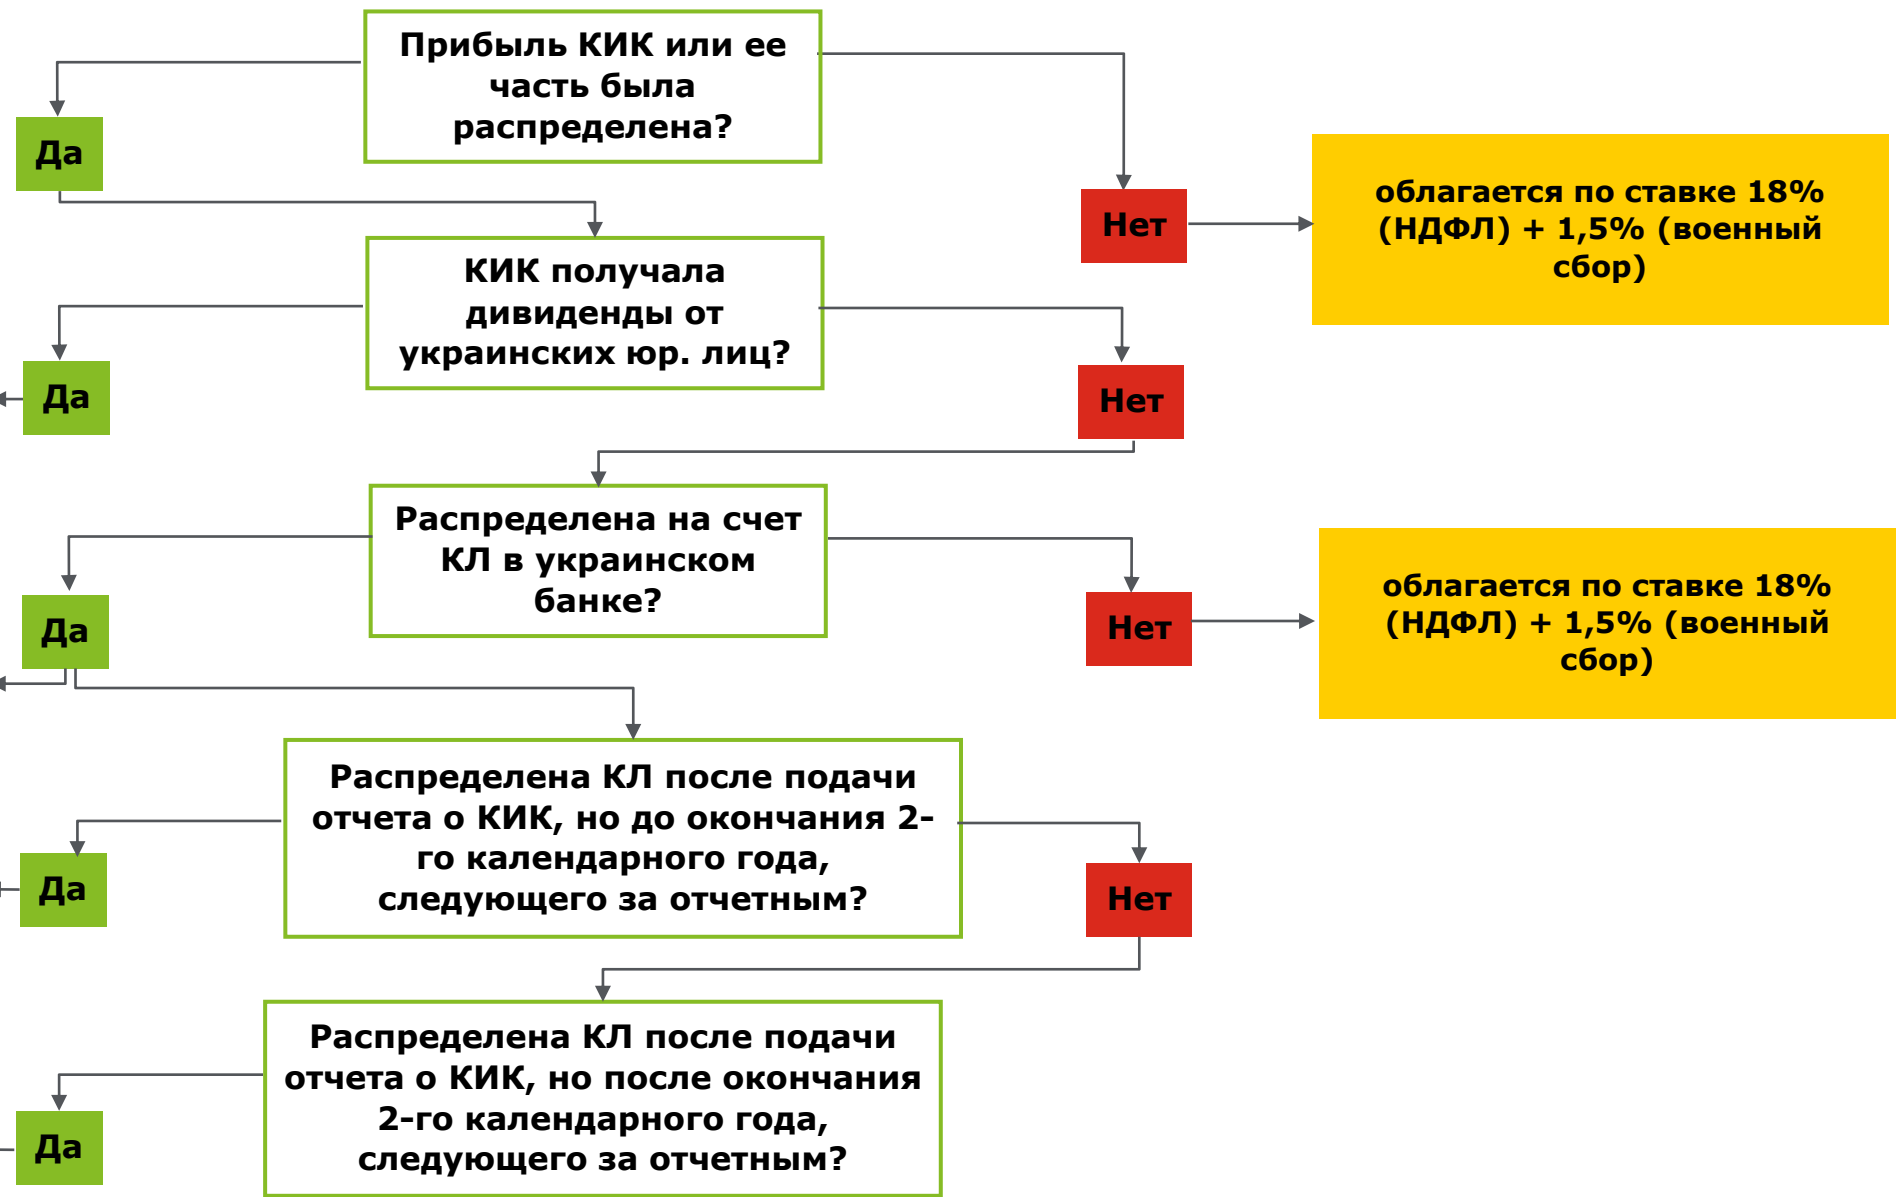 Прибыль КИК или ее
часть была
распределена?
Да
Нет
облагается по ставке 18%
(НДФЛ) + 1,5% (военный
сбор)
КИК получала
дивиденды от
украинских юр. лиц?
Да
Нет
Распределена на счет
КЛ в украинском
банке?
Да
Нет
облагается по ставке 18%
(НДФЛ) + 1,5% (военный
сбор)
Распределена КЛ после подачи
отчета о КИК, но до окончания 2-
го календарного года,
следующего за отчетным?
Да
Нет
Распределена КЛ после подачи
отчета о КИК, но после окончания
2-го календарного года,
следующего за отчетным?
Да